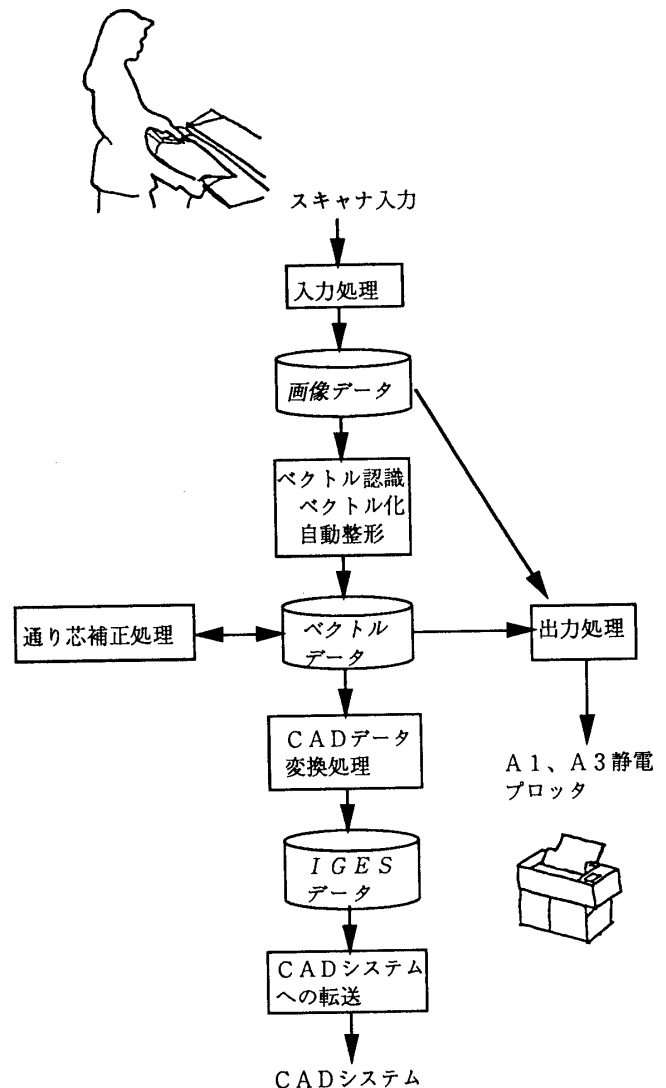 スキャナ入力
入力処理
画像データ
ベクトル認識
ベクトル化
自動整形
通り芯補正処理
ベクトル
データ
出力処理
CADデータ
変換処理
A1、A3静電
プロッタ
IGES
データ
CADシステム
への転送
CADシステム